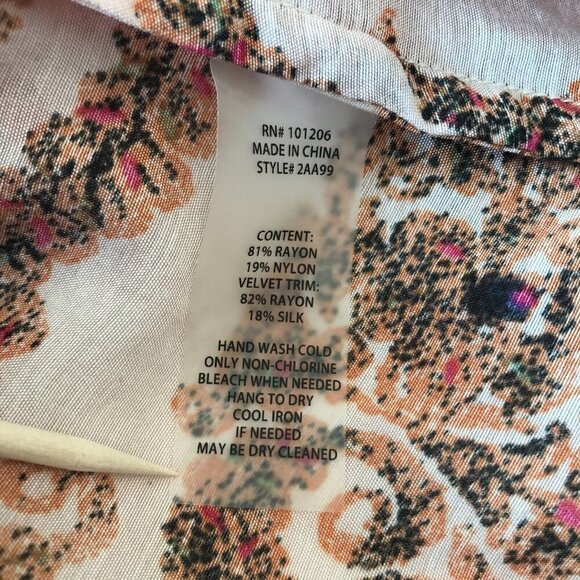 RN# 101206
MADE IN CHINA
STYLE# 2AA99
CONTENT:
81% RAYON
19% NYLON
VELVET TRIM:
82% RAYON
18% SILK
HAND WASH COLD
ONLY NON-CHLORINE
BLEACH WHEN NEEDED
HANG TO DRY
COOL IRON
IF NEEDED
MAY BE DRY CLEANED